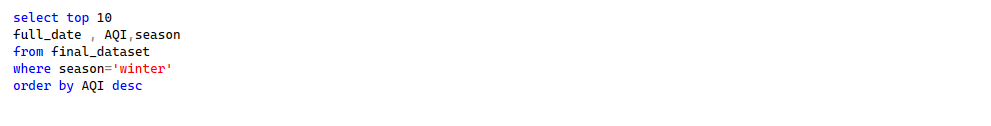 select top 10
full_date , AQI,season
from final_dataset
where season='winter'
order by AQI desc